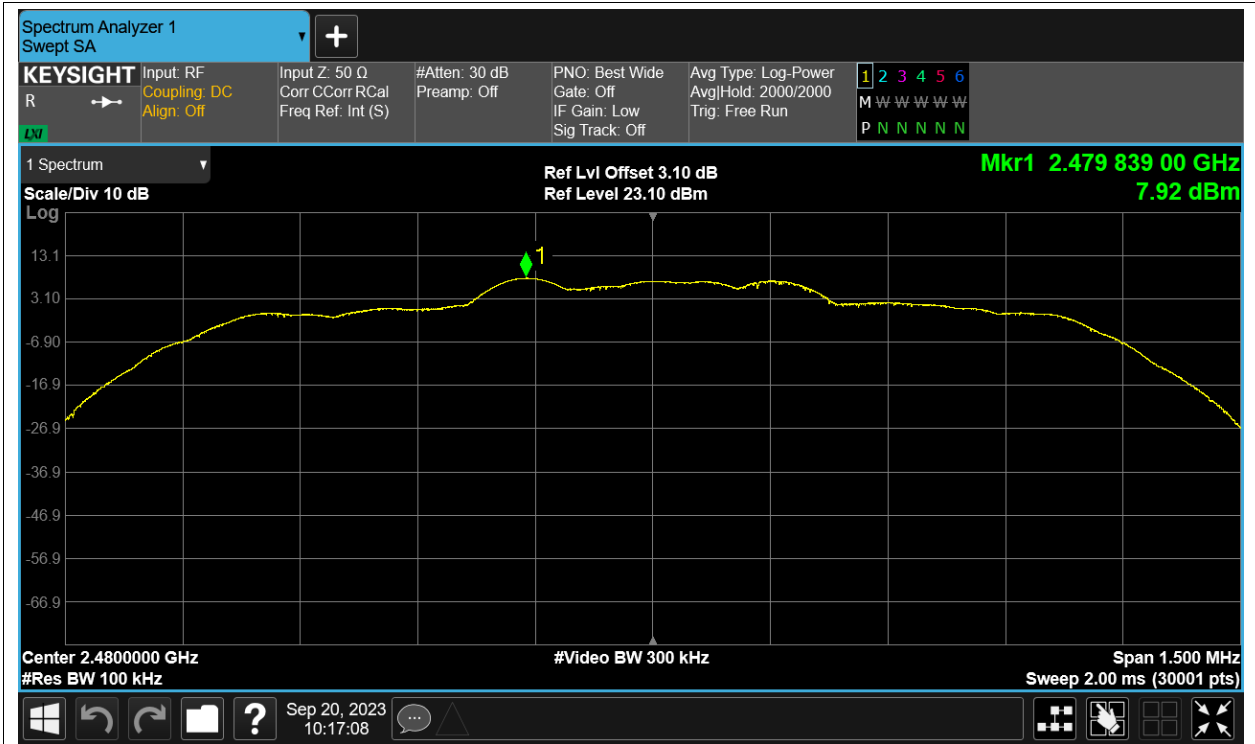 Spectrum Analyzer 1
Swept SA
KEYSIGHT
R
LXI
Input: RF
Coupling: DC
Align: Off
Input Z: 50 Ω
Corr CCorr RCal
Freq Ref: Int (S)
#Atten: 30 dB
Preamp: Off
PNO: Best Wide
Gate: Off
IF Gain: Low
Sig Track: Off
Avg Type: Log-Power
Avg|Hold: 2000/2000
Trig: Free Run
1 2 3 4 5 6
M W W W W W
P N N N N N
1 Spectrum
Scale/Div 10 dB
Log
Ref Lvl Offset 3.10 dB
Ref Level 23.10 dBm
Mkr1 2.479 839 00 GHz
7.92 dBm
1
13.1
3.10
-6.90
-16.9
-26.9
-36.9
-46.9
-56.9
-66.9
Center 2.4800000 GHz
#Res BW 100 kHz
#Video BW 300 kHz
Span 1.500 MHz
Sweep 2.00 ms (30001 pts)
?
Sep 20, 2023
10:17:08